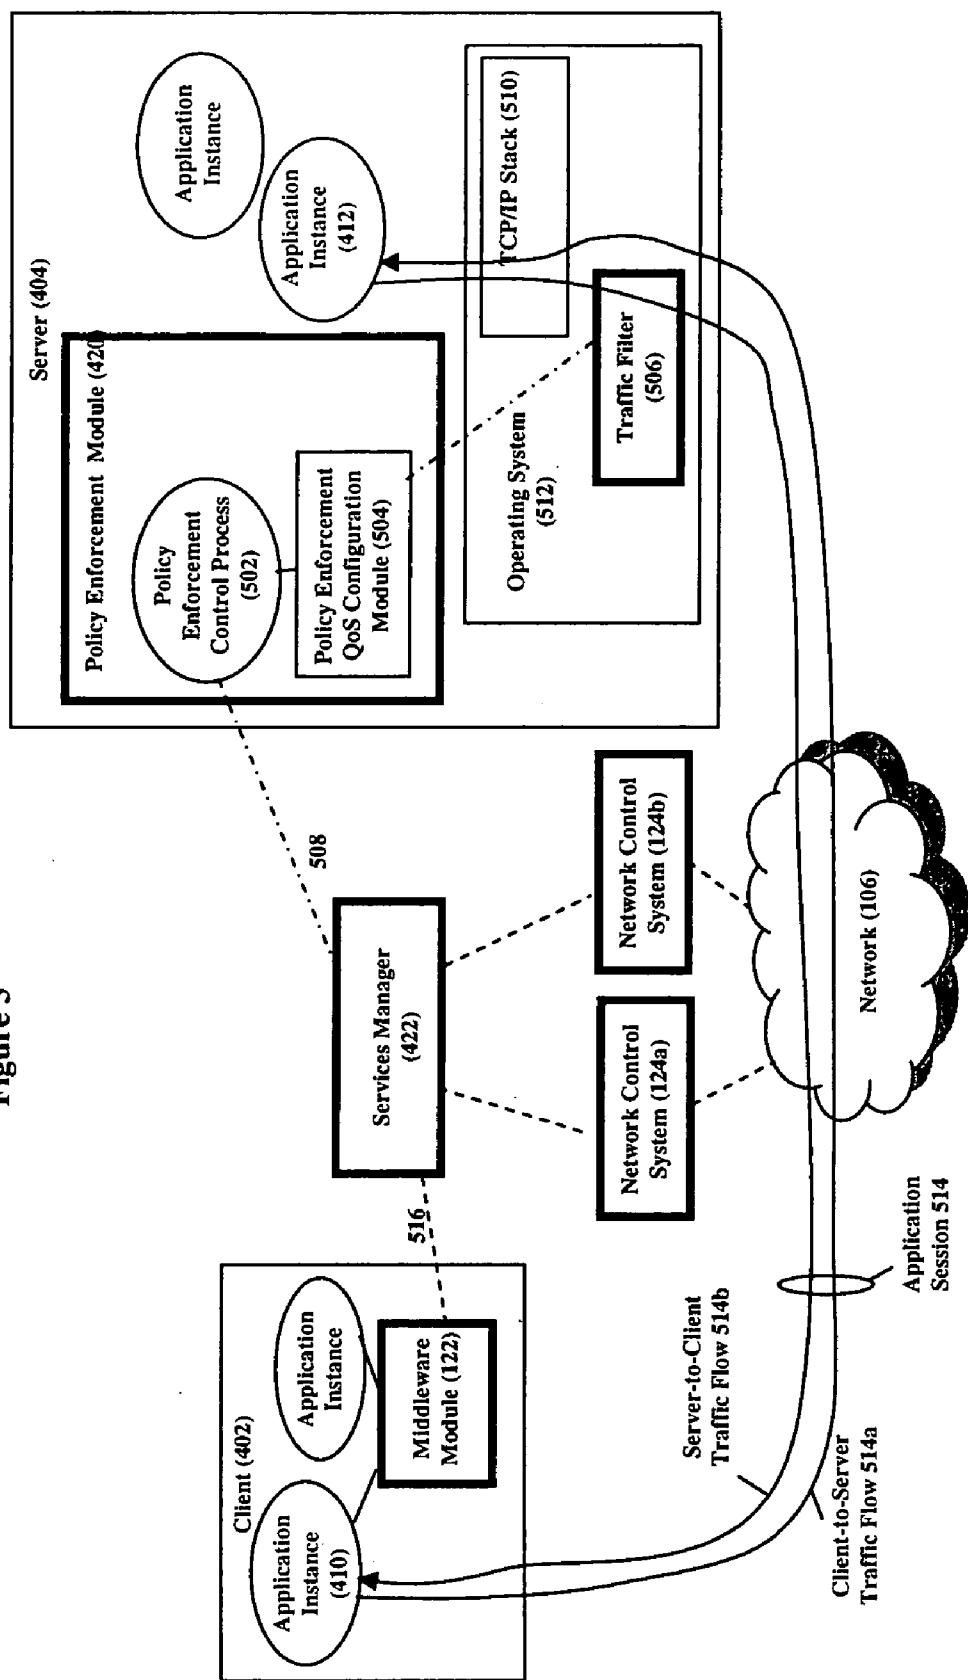 Figure 5
Client (402)
Application
Instance
(410)
Application
Instance
Middleware
Module (122)
516
Services Manager
(422)
508
Network Control
System (124a)
Network Control
System (124b)
Network (106)
Server (404)
Policy Enforcement Module (420)
Policy
Enforcement
Control Process
(502)
Policy Enforcement
QoS Configuration
Module (504)
Application
Instance
Application
Instance
(412)
Operating System
(512)
TCP/IP Stack (510)
Traffic Filter
(506)
Server-to-Client
Traffic Flow 514b
Client-to-Server
Traffic Flow 514a
Application
Session 514